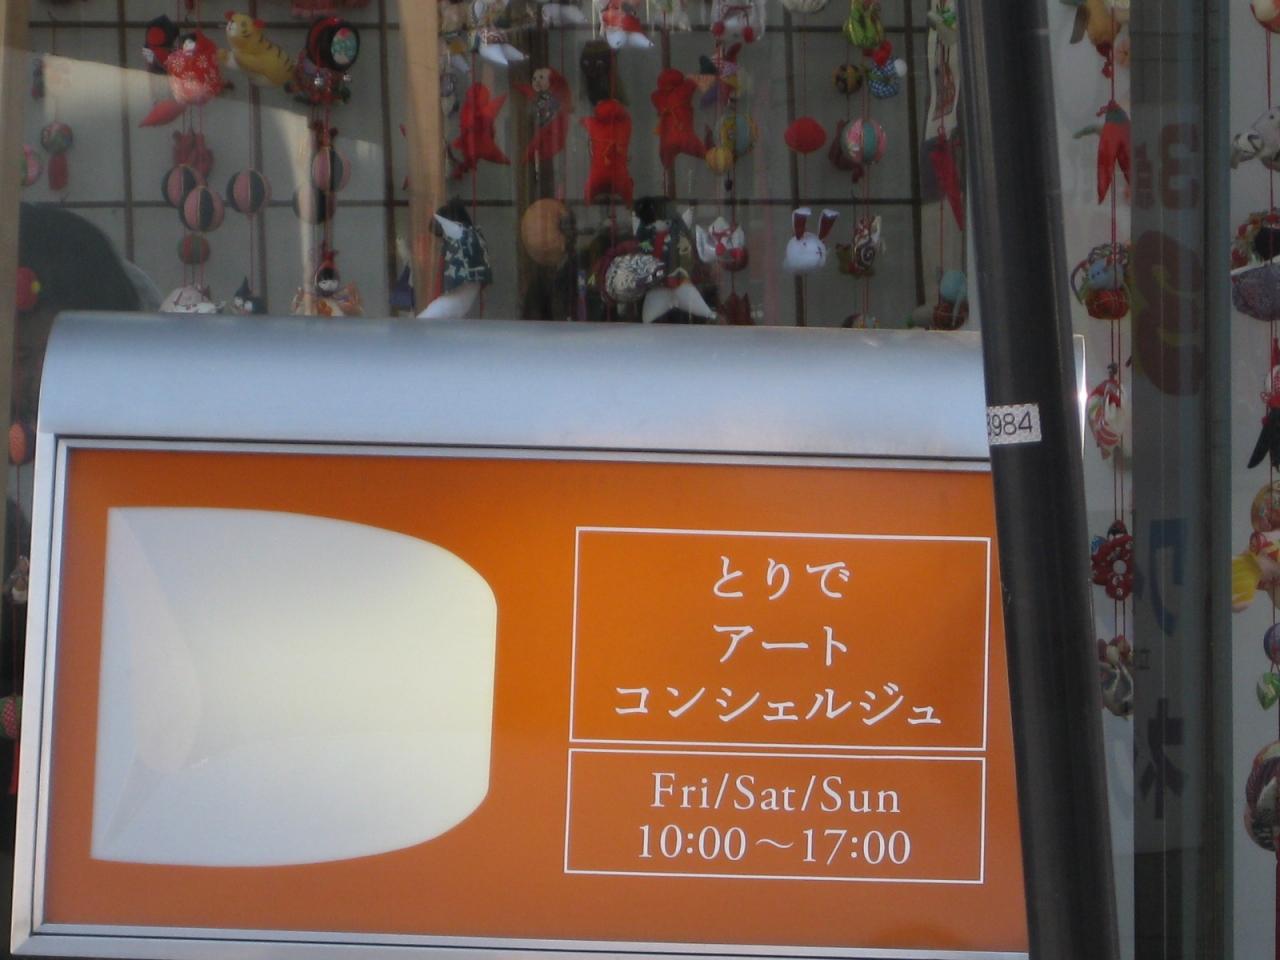 3984
とりで
アート
コンシェルジュ
Fri/Sat/Sun
10:00～17:00